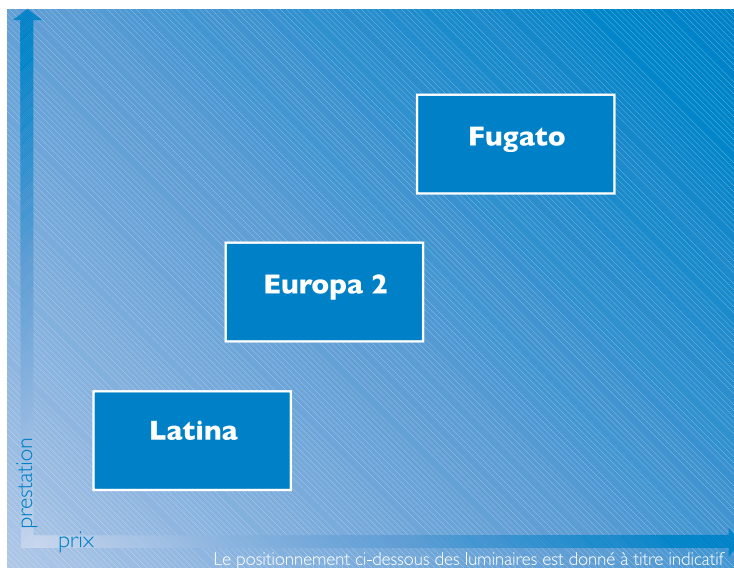 Fugato
Europa 2
Latina
prestation
prix
Le positionnement ci-dessous des luminaires est donné à titre indicatif